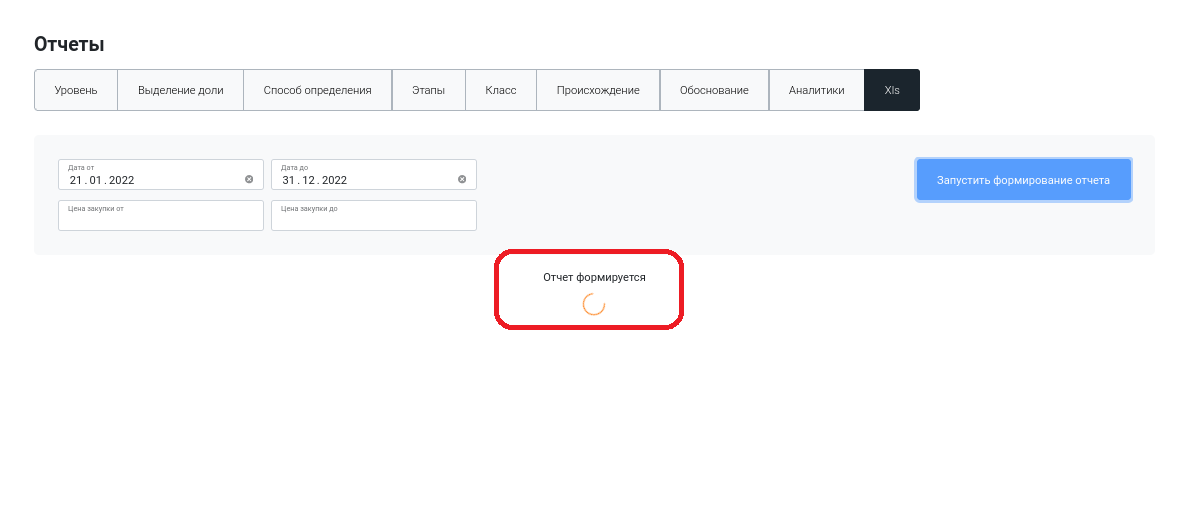 Отчеты
Уровень Выделение доли Способ определения Этапы Класс Происхождение Обоснование Аналитики Xls
Дата от Дата до
21.01.2022 31.12.2022 Запустить формирование отчета
Цена закупки от Цена закупки до
Отчет формируется